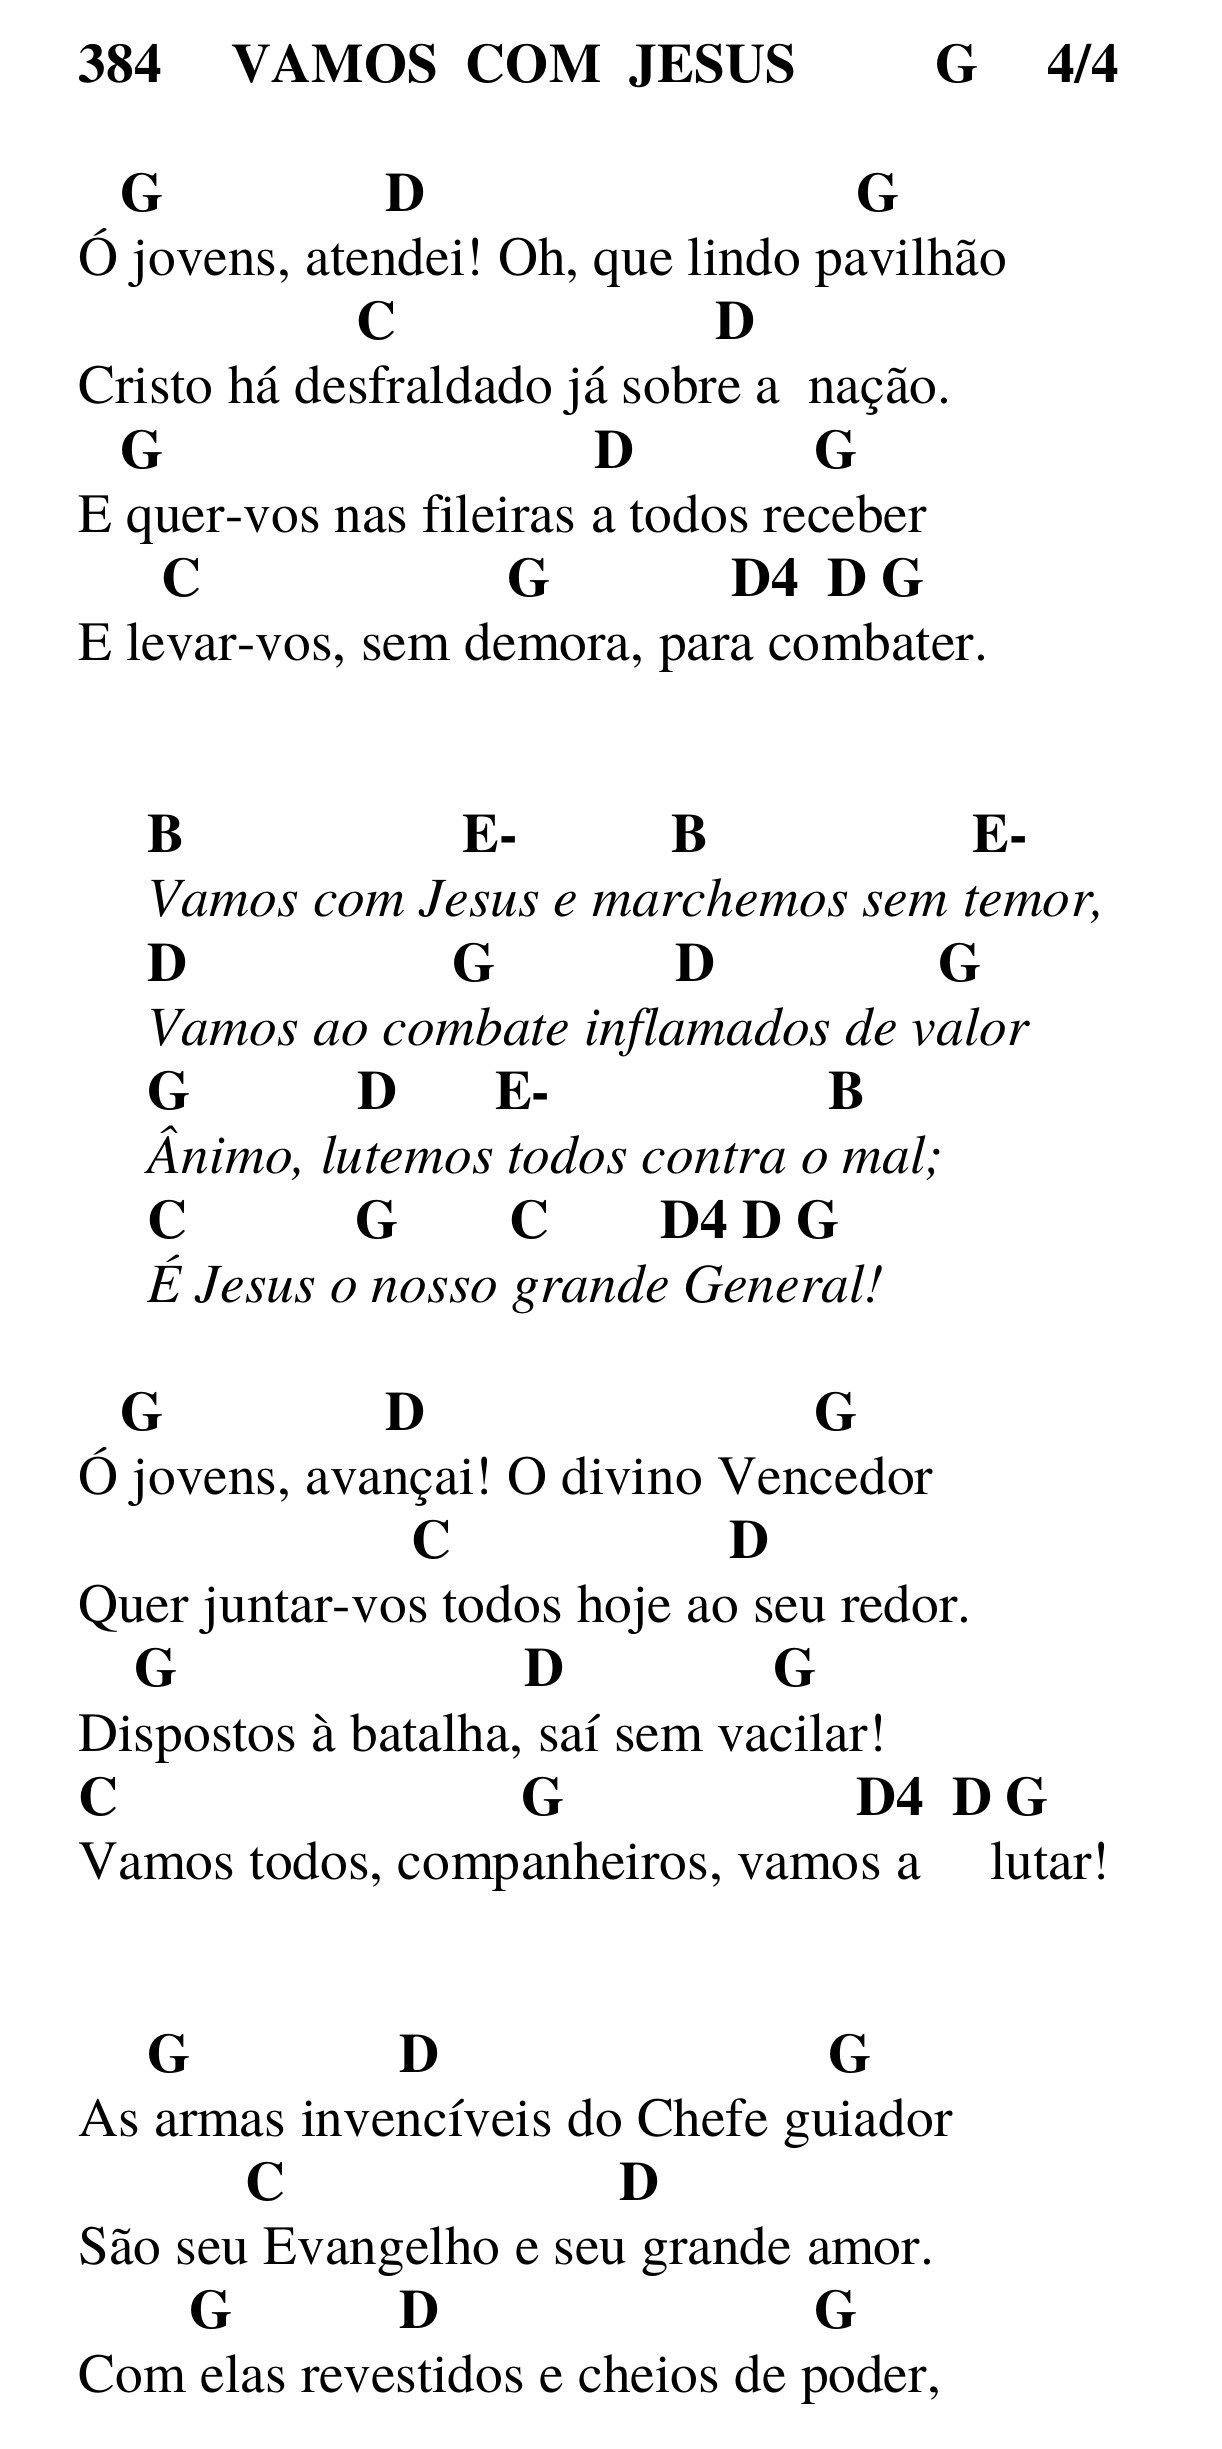 384 VAMOS COM JESUS G 4/4
G D G
Ó jovens, atendei! Oh, que lindo pavilhão
C D
Cristo há desfraldado já sobre a nação.
G D G
E quer-vos nas fileiras a todos receber
C G D4 D G
E levar-vos, sem demora, para combater.
B E- B E-
Vamos com Jesus e marchemos sem temor,
D G D G
Vamos ao combate inflamados de valor
G D E- B
Ânimo, lutemos todos contra o mal;
C G C D4 D G
É Jesus o nosso grande General!
G D G
Ó jovens, avançai! O divino Vencedor
C D
Quer juntar-vos todos hoje ao seu redor.
G D G
Dispostos à batalha, saí sem vacilar!
C G D4 D G
Vamos todos, companheiros, vamos a lutar!
G D G
As armas invencíveis do Chefe guiador
C D
São seu Evangelho e seu grande amor.
G D G
Com elas revestidos e cheios de poder,